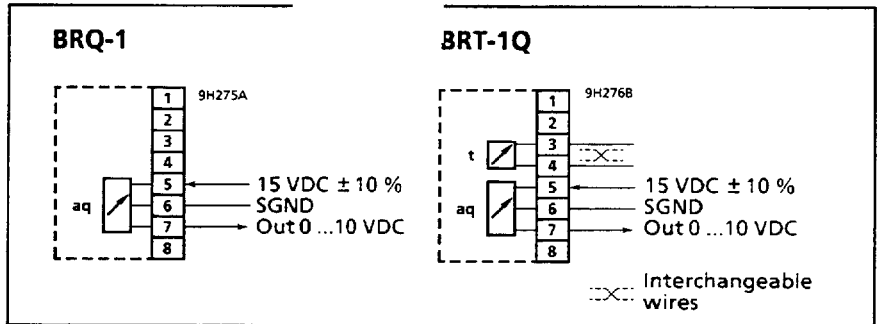 BRQ-1
9H275A
1
2
3
4
5
6
7
8
aq
15 VDC ± 10 %
SGND
Out 0 ...10 VDC
BRT-1Q
9H276B
1
2
3
4
5
6
7
8
t
aq
15 VDC ± 10 %
SGND
Out 0 ...10 VDC
Interchangeable
wires